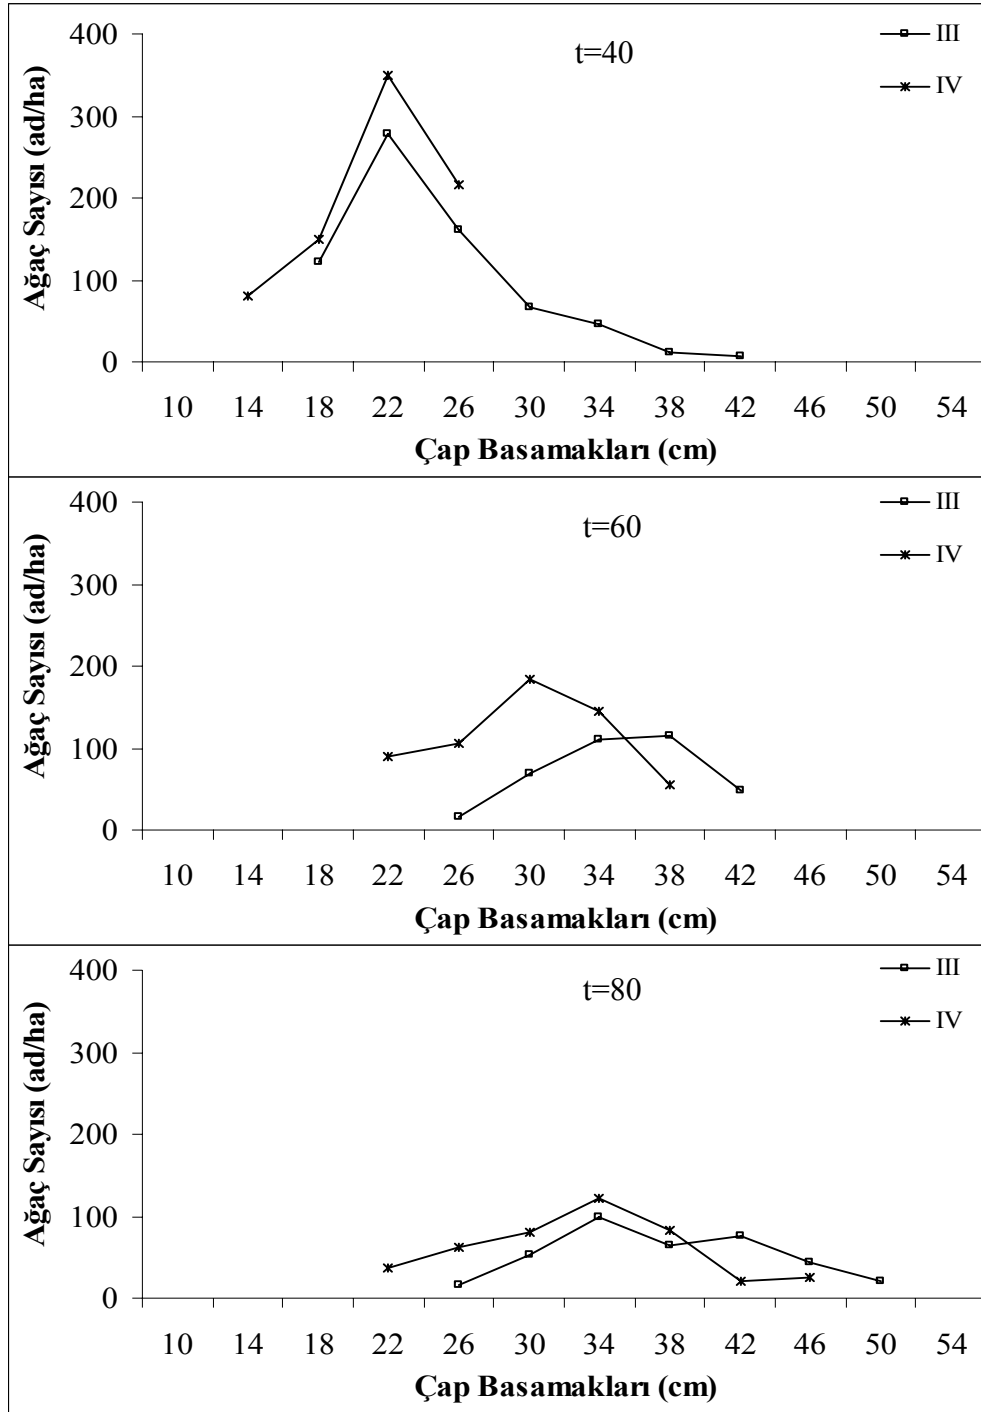 400
III
t=40
IV
300
200
100
0
Ağaç Sayısı (ad/ha)
10 14 18 22 26 30 34 38 42 46 50 54
Çap Basamakları (cm)
400
III
t=60
IV
300
200
100
0
Ağaç Sayısı (ad/ha)
10 14 18 22 26 30 34 38 42 46 50 54
Çap Basamakları (cm)
400
III
t=80
IV
300
200
100
0
Ağaç Sayısı (ad/ha)
10 14 18 22 26 30 34 38 42 46 50 54
Çap Basamakları (cm)